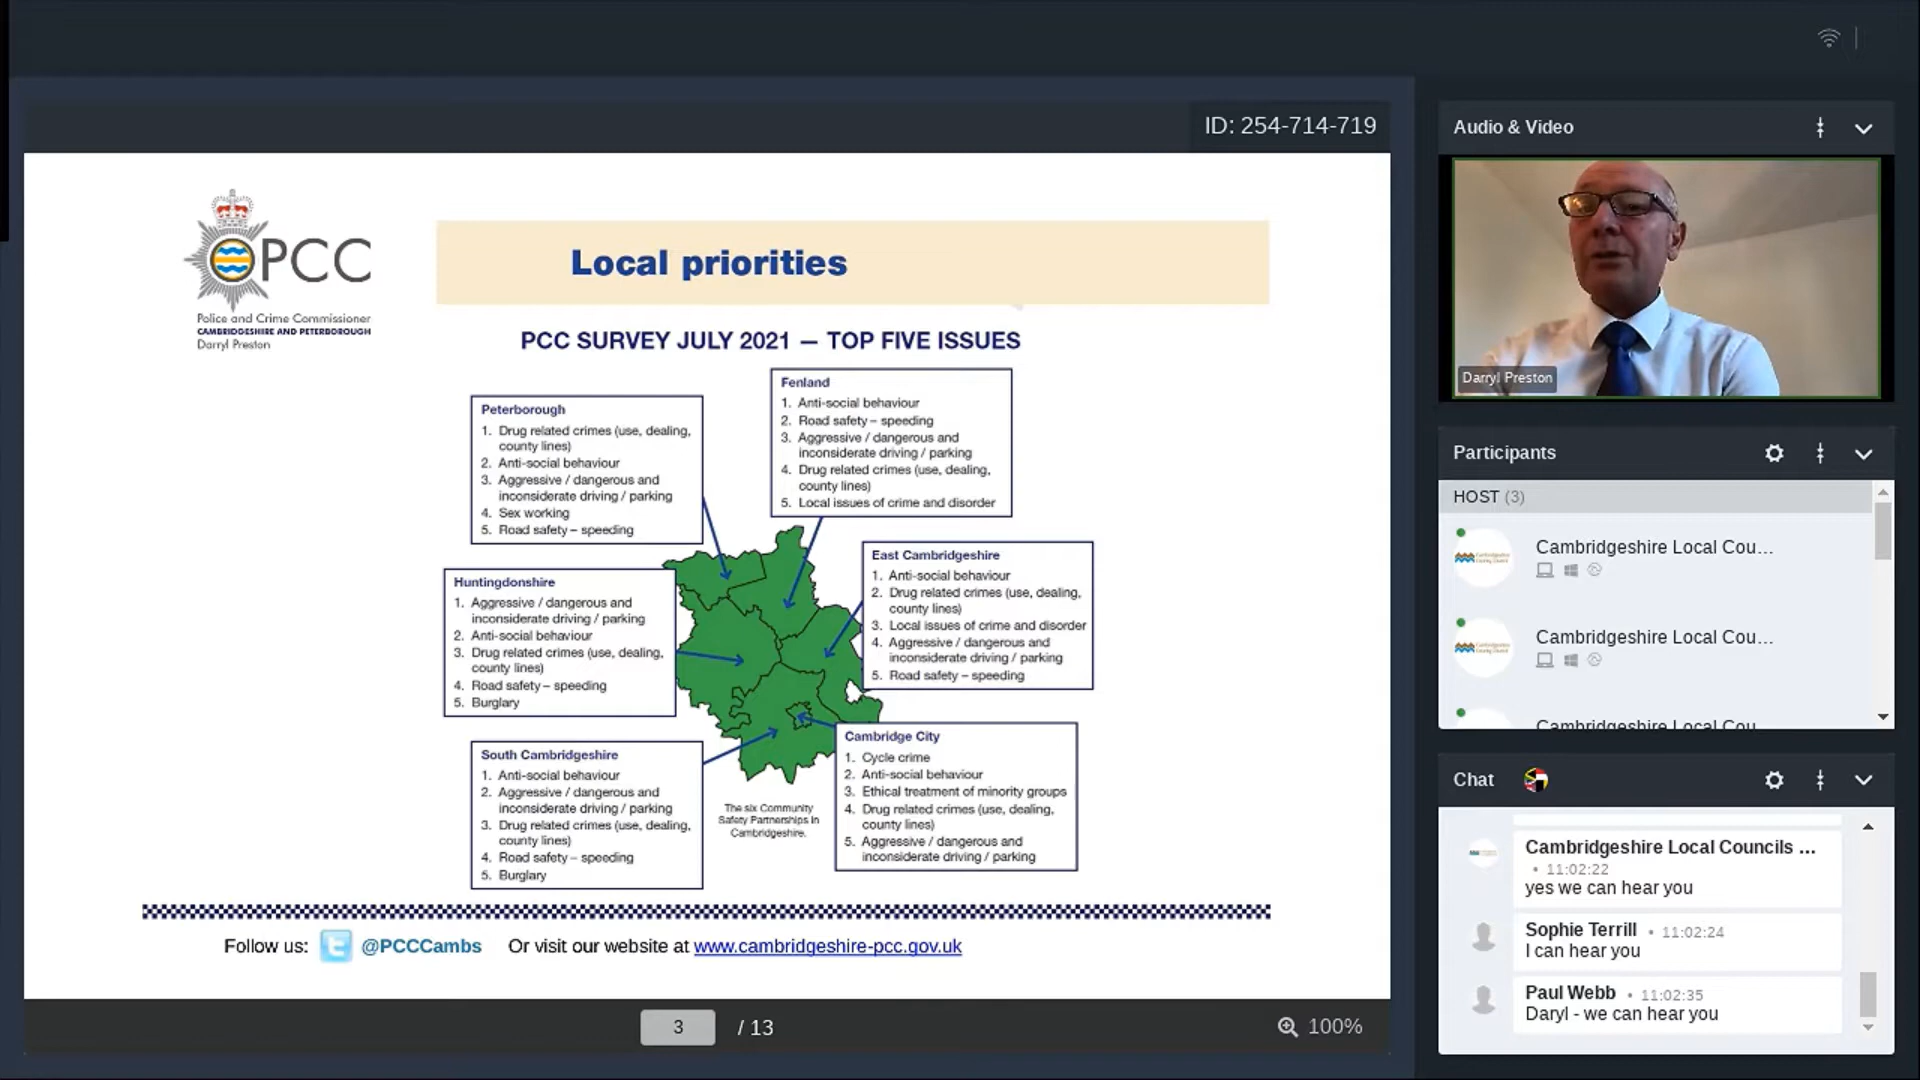 ID: 254-714-719
PCC
Police and Crime Commissioner
CAMBRIDGESHIRE AND PETERBOROUGH
Darryl Preston
Local priorities
PCC SURVEY JULY 2021 — TOP FIVE ISSUES
Peterborough
1. Drug related crimes (use, dealing,
county lines)
2. Anti-social behaviour
3. Aggressive / dangerous and
inconsiderate driving / parking
4. Sex working
5. Road safety – speeding
Fenland
1. Anti-social behaviour
2. Road safety – speeding
3. Aggressive / dangerous and
inconsiderate driving / parking
4. Drug related crimes (use, dealing,
county lines)
5. Local issues of crime and disorder
Huntingdonshire
1. Aggressive / dangerous and
inconsiderate driving / parking
2. Anti-social behaviour
3. Drug related crimes (use, dealing,
county lines)
4. Road safety – speeding
5. Burglary
East Cambridgeshire
1. Anti-social behaviour
2. Drug related crimes (use, dealing,
county lines)
3. Local issues of crime and disorder
4. Aggressive / dangerous and
inconsiderate driving / parking
5. Road safety – speeding
South Cambridgeshire
1. Anti-social behaviour
2. Aggressive / dangerous and
inconsiderate driving / parking
3. Drug related crimes (use, dealing,
county lines)
4. Road safety – speeding
5. Burglary
The six Community
Safety Partnerships in
Cambridgeshire.
Cambridge City
1. Cycle crime
2. Anti-social behaviour
3. Ethical treatment of minority groups
4. Drug related crimes (use, dealing,
county lines)
5. Aggressive / dangerous and
inconsiderate driving / parking
Follow us: @PCCCambs Or visit our website at www.cambridgeshire-pcc.gov.uk
3 / 13
100%
Audio & Video
Darryl Preston
Participants
HOST (3)
Cambridgeshire Local Cou...
Cambridgeshire Local Cou...
Cambridgeshire Local Cou...
Chat
Cambridgeshire Local Councils ...
• 11:02:22
yes we can hear you
Sophie Terrill • 11:02:24
I can hear you
Paul Webb • 11:02:35
Daryl - we can hear you